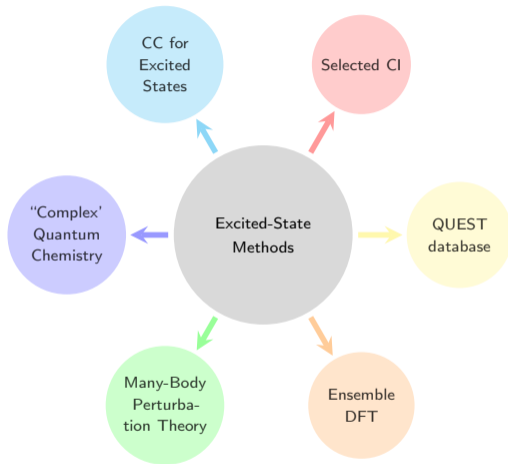 CC for
Excited
States
Selected CI
“Complex’
Quantum
Chemistry
Excited-State
Methods
QUEST
database
Many-Body
Perturba-
tion Theory
Ensemble
DFT